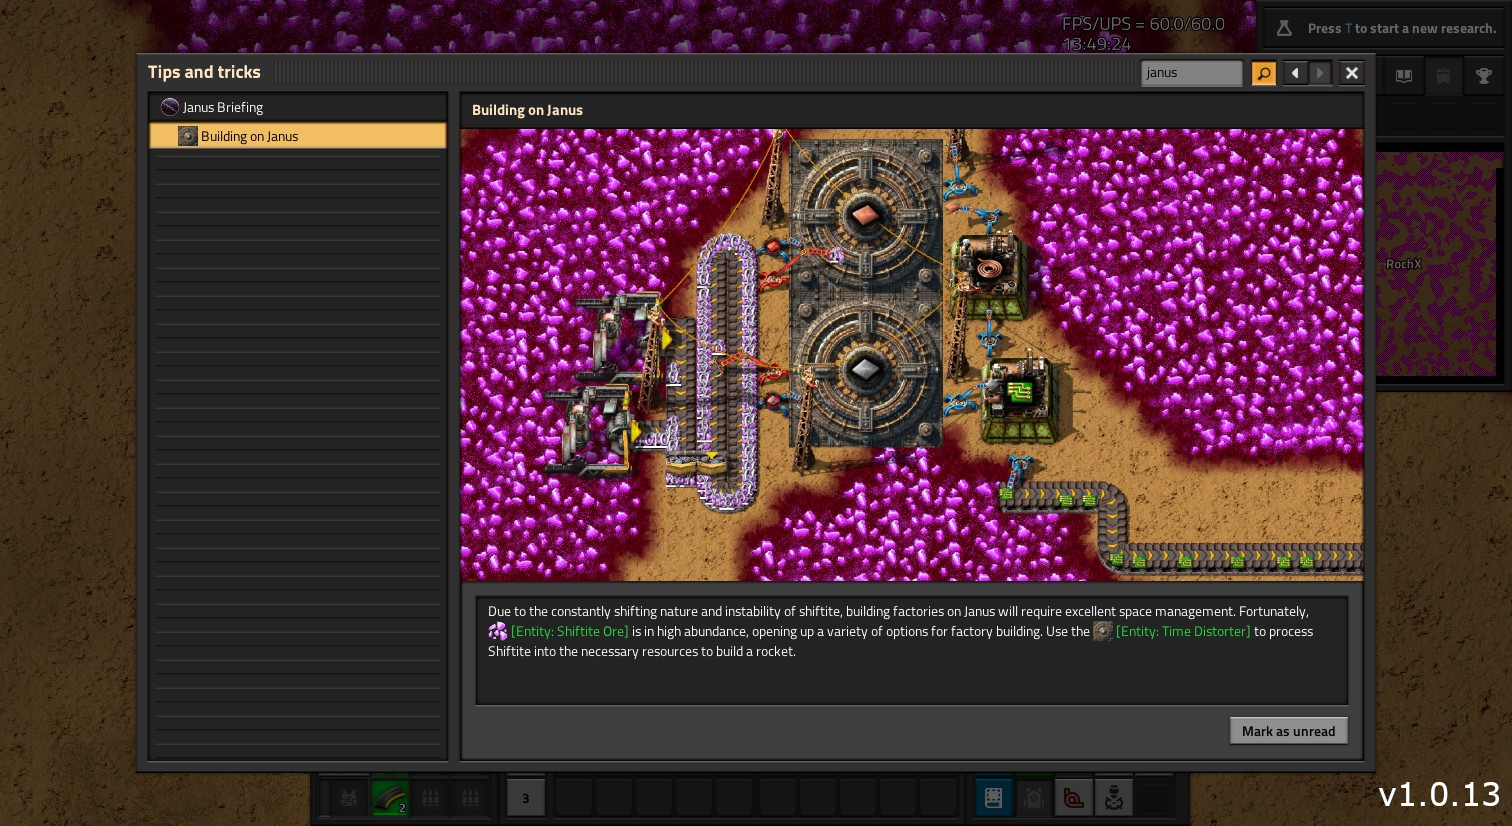 FPS/UPS = 60.0/60.0
13:49:24
Press T to start a new research.
Tips and tricks
janus
Janus Briefing
Building on Janus
Building on Janus
RochX
Due to the constantly shifting nature and instability of shiftite, building factories on Janus will require excellent space management. Fortunately,
[Entity: Shiftite Ore] is in high abundance, opening up a variety of options for factory building. Use the [Entity: Time Distorter] to process
Shiftite into the necessary resources to build a rocket.
Mark as unread
2
3
v1.0.13